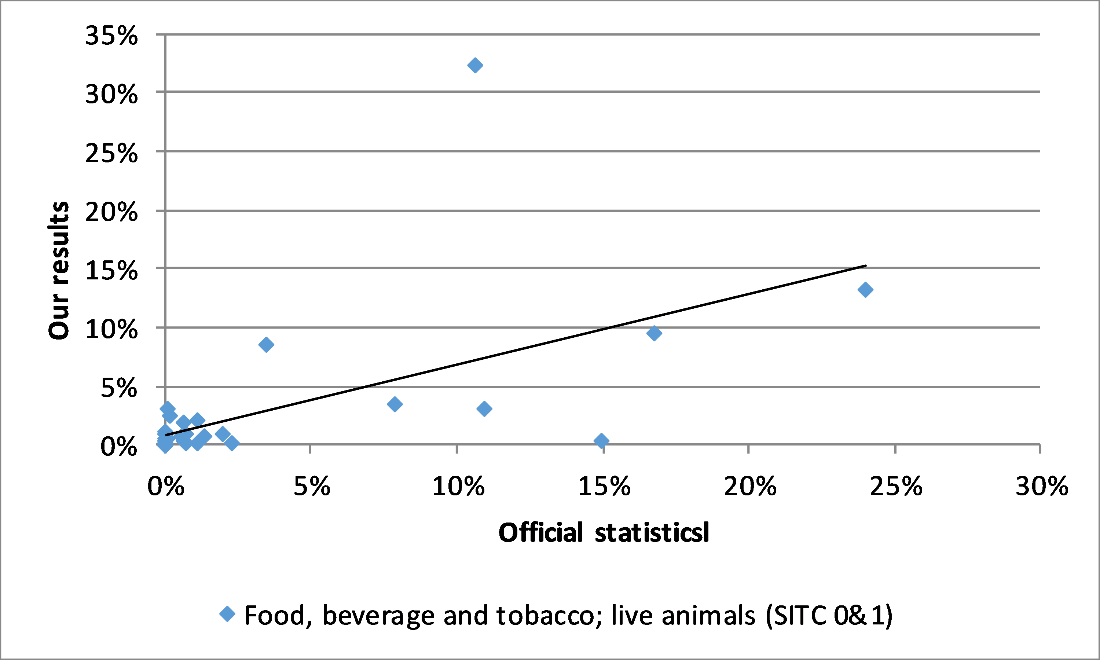 35%
30%
25%
20%
15%
10%
5%
0%
Our results
0% 5% 10% 15% 20% 25% 30%
Official statisticsl
Food, beverage and tobacco; live animals (SITC 0&1)